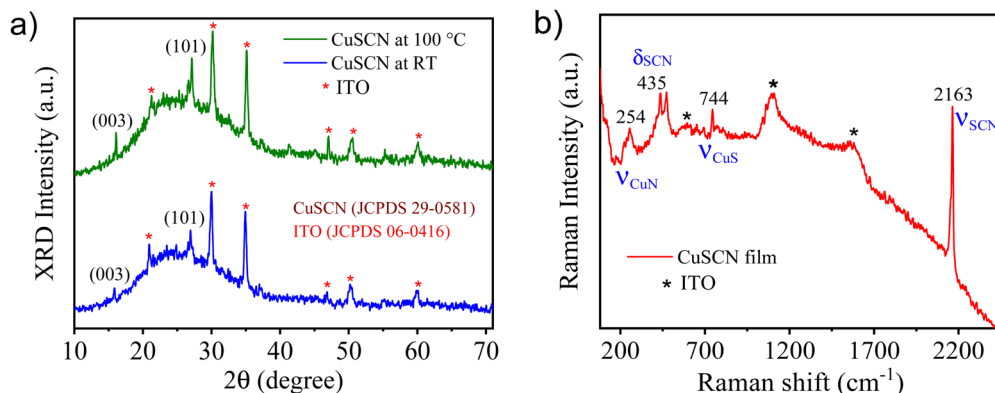 a)
XRD Intensity (a.u.)
CuSCN at 100 °C
CuSCN at RT
* ITO
(003)
*
(101)
*
*
*
*
*
CuSCN (JCPDS 29-0581)
ITO (JCPDS 06-0416)
(003)
*
(101)
*
*
*
*
*
10 20 30 40 50 60 70
2θ (degree)
b)
Raman Intensity (a.u.)
δSCN
435
254
νCuN
*
744
νCuS
*
*
2163
νSCN
CuSCN film
* ITO
200 700 1200 1700 2200
Raman shift (cm⁻¹)